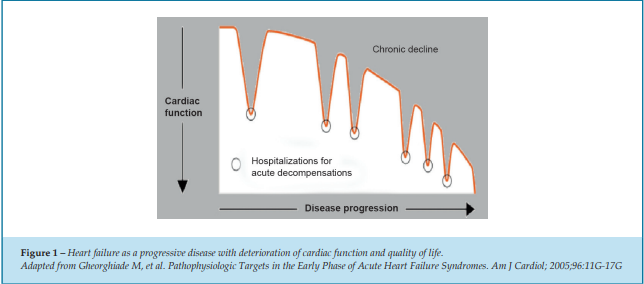 Chronic decline
Cardiac
function
Hospitalizations for
acute decompensations
Disease progression
Figure 1 – Heart failure as a progressive disease with deterioration of cardiac function and quality of life.
Adapted from Gheorghiade M, et al. Pathophysiologic Targets in the Early Phase of Acute Heart Failure Syndromes. Am J Cardiol; 2005;96:11G-17G